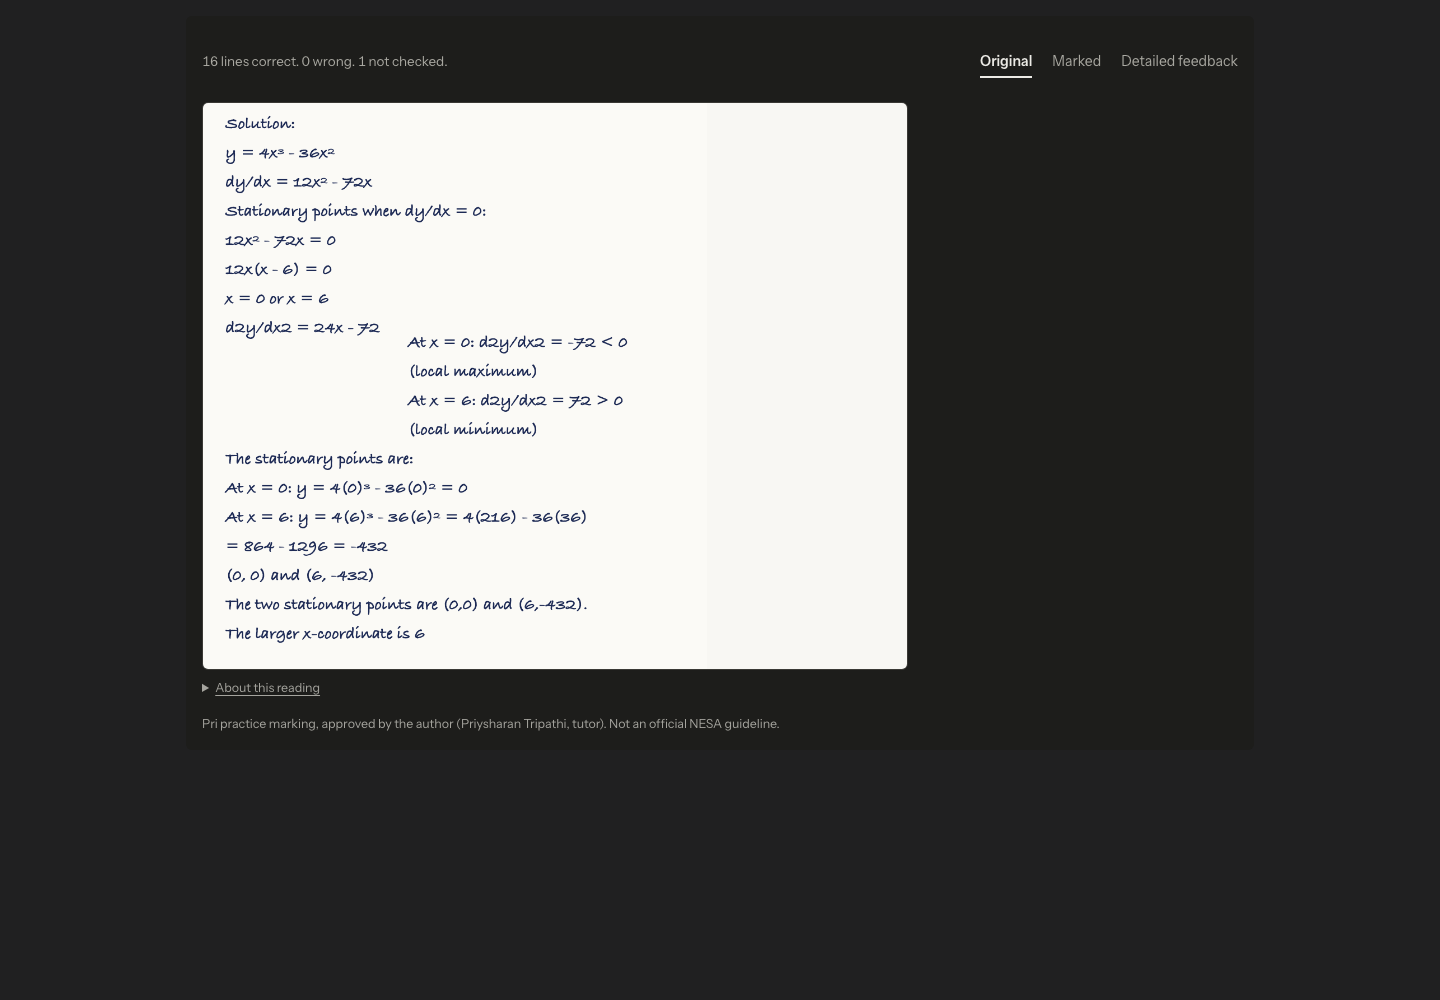 16 lines correct. 0 wrong. 1 not checked.
Original Marked Detailed feedback
Solution:
y = 4x³ - 36x²
dy/dx = 12x² - 72x
Stationary points when dy/dx = 0:
12x² - 72x = 0
12x(x - 6) = 0
x = 0 or x = 6
d2y/dx2 = 24x - 72
At x = 0: d2y/dx2 = -72 < 0
(local maximum)
At x = 6: d2y/dx2 = 72 > 0
(local minimum)
The stationary points are:
At x = 0: y = 4(0)³ - 36(0)² = 0
At x = 6: y = 4(6)³ - 36(6)² = 4(216) - 36(36)
= 864 - 1296 = -432
(0, 0) and (6, -432)
The two stationary points are (0,0) and (6,-432).
The larger x-coordinate is 6
About this reading
Pri practice marking, approved by the author (Priysharan Tripathi, tutor). Not an official NESA guideline.